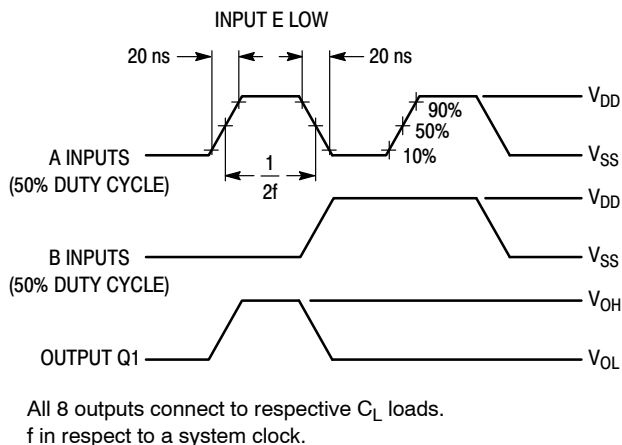 INPUT E LOW
20 ns
20 ns
V_DD
90%
50%
10%
A INPUTS
(50% DUTY CYCLE)
1
2f
V_SS
V_DD
B INPUTS
(50% DUTY CYCLE)
V_SS
V_OH
OUTPUT Q1
V_OL
All 8 outputs connect to respective C_L loads.
f in respect to a system clock.